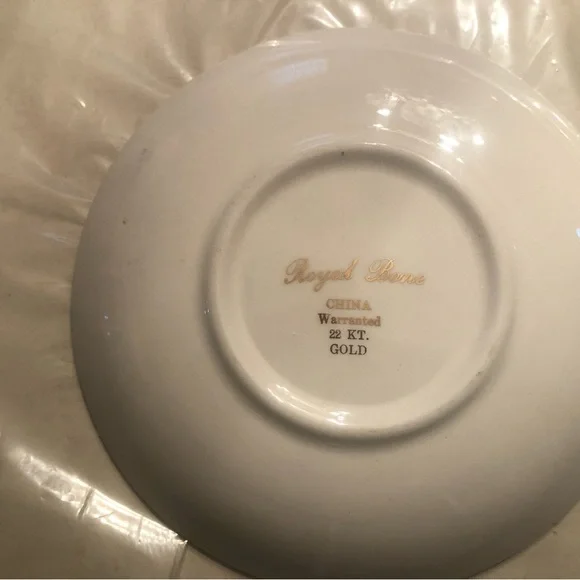 Royal Bone
CHINA
Warranted
22 KT.
GOLD